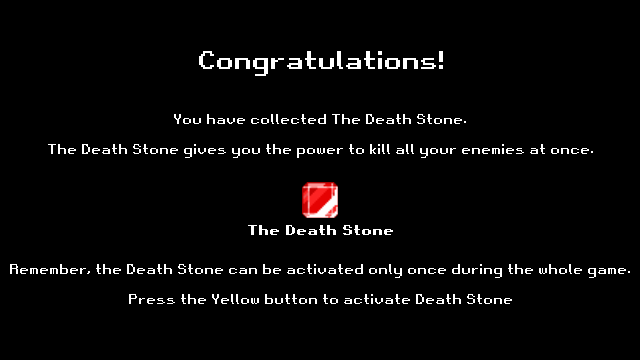 Congratulations!
You have collected The Death Stone.
The Death Stone gives you the power to kill all your enemies at once.
The Death Stone
Remember, the Death Stone can be activated only once during the whole game.
Press the Yellow button to activate Death Stone